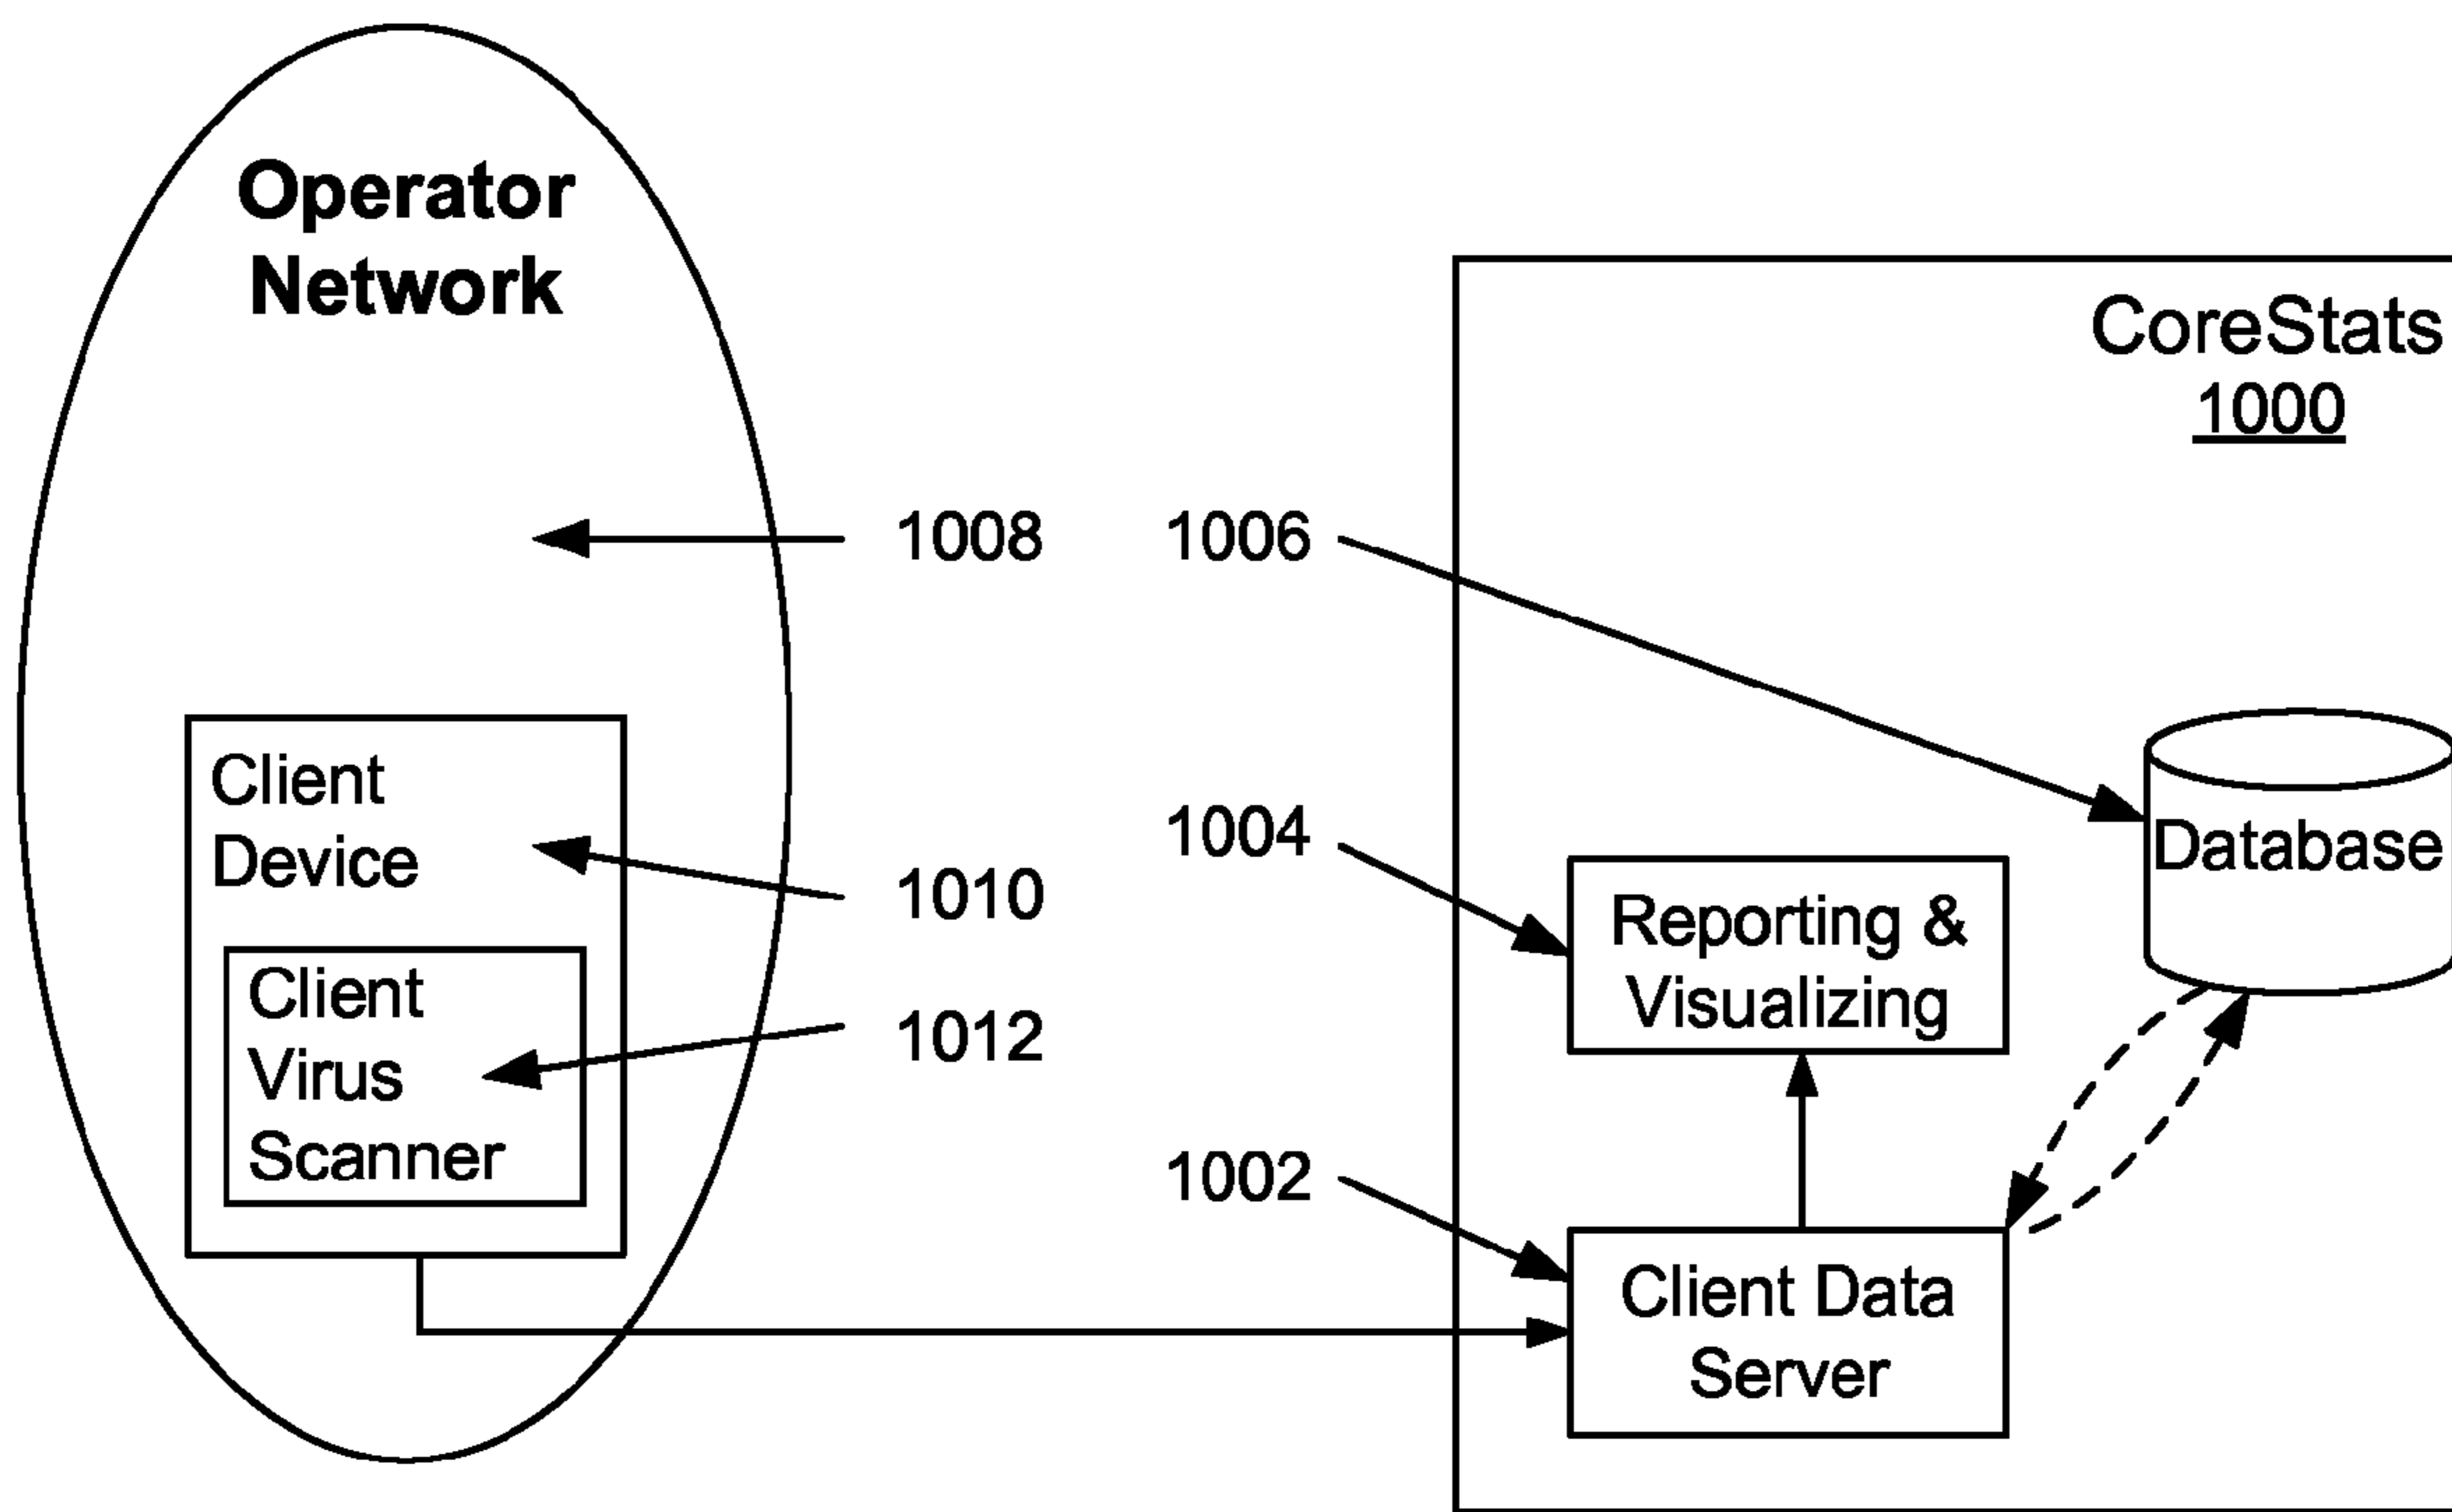 Operator
Network
CoreStats
1000
1008
1006
Client
Device
1010
1004
Database
Reporting &
Visualizing
Client
Virus
Scanner
1012
1002
Client Data
Server